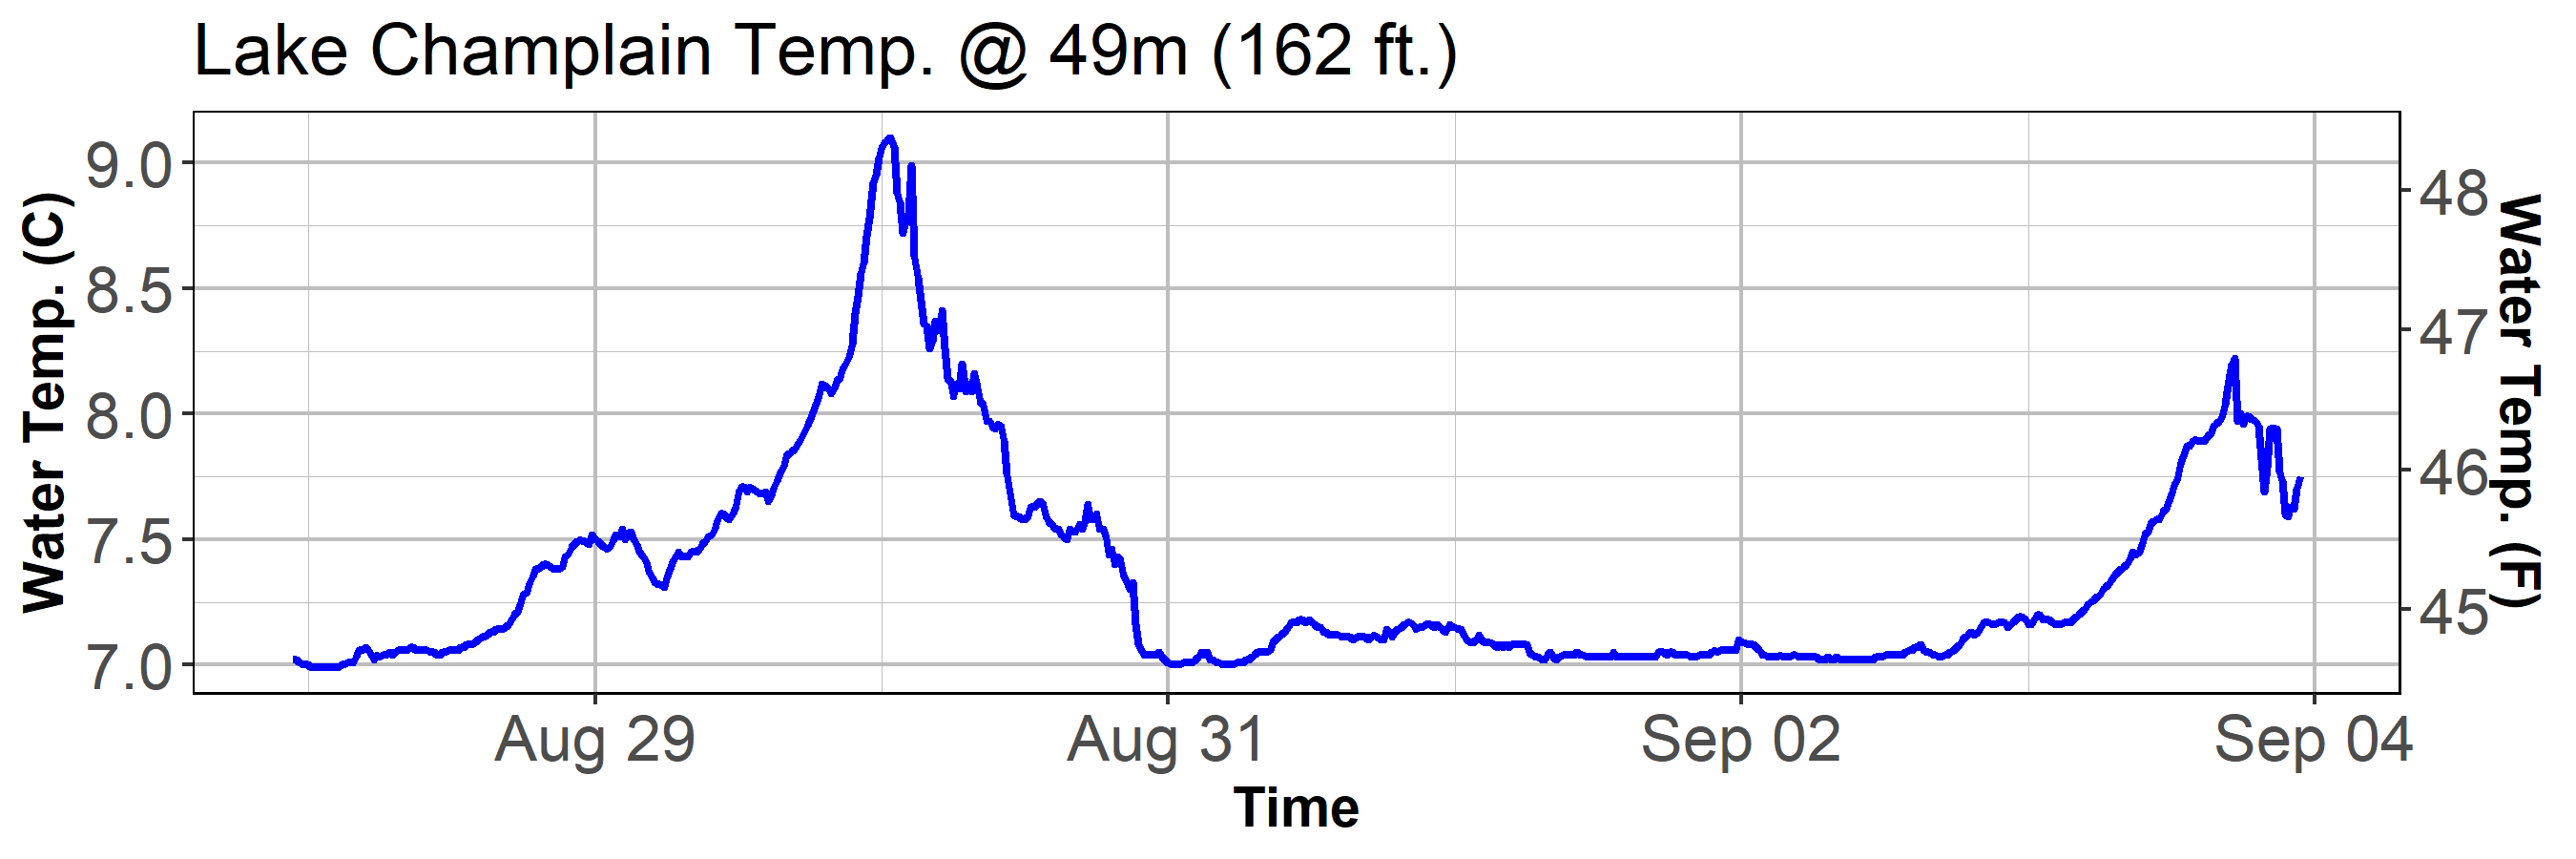 Lake Champlain Temp. @ 49m (162 ft.)
Water Temp. (C)
9.0
8.5
8.0
7.5
7.0
48
47
46
45
Water Temp. (F)
Aug 29
Aug 31
Sep 02
Sep 04
Time